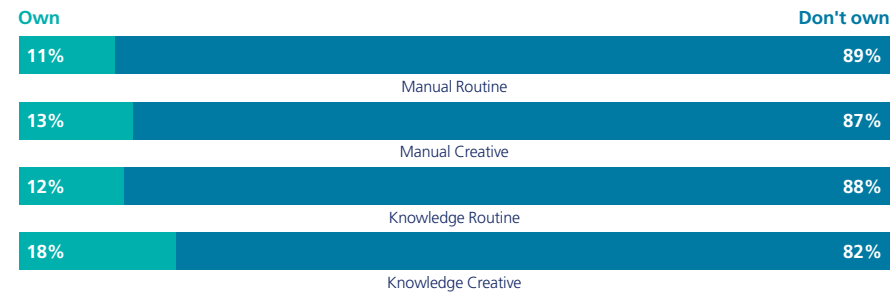 Own Don't own
11% 89%
Manual Routine
13% 87%
Manual Creative
12% 88%
Knowledge Routine
18% 82%
Knowledge Creative